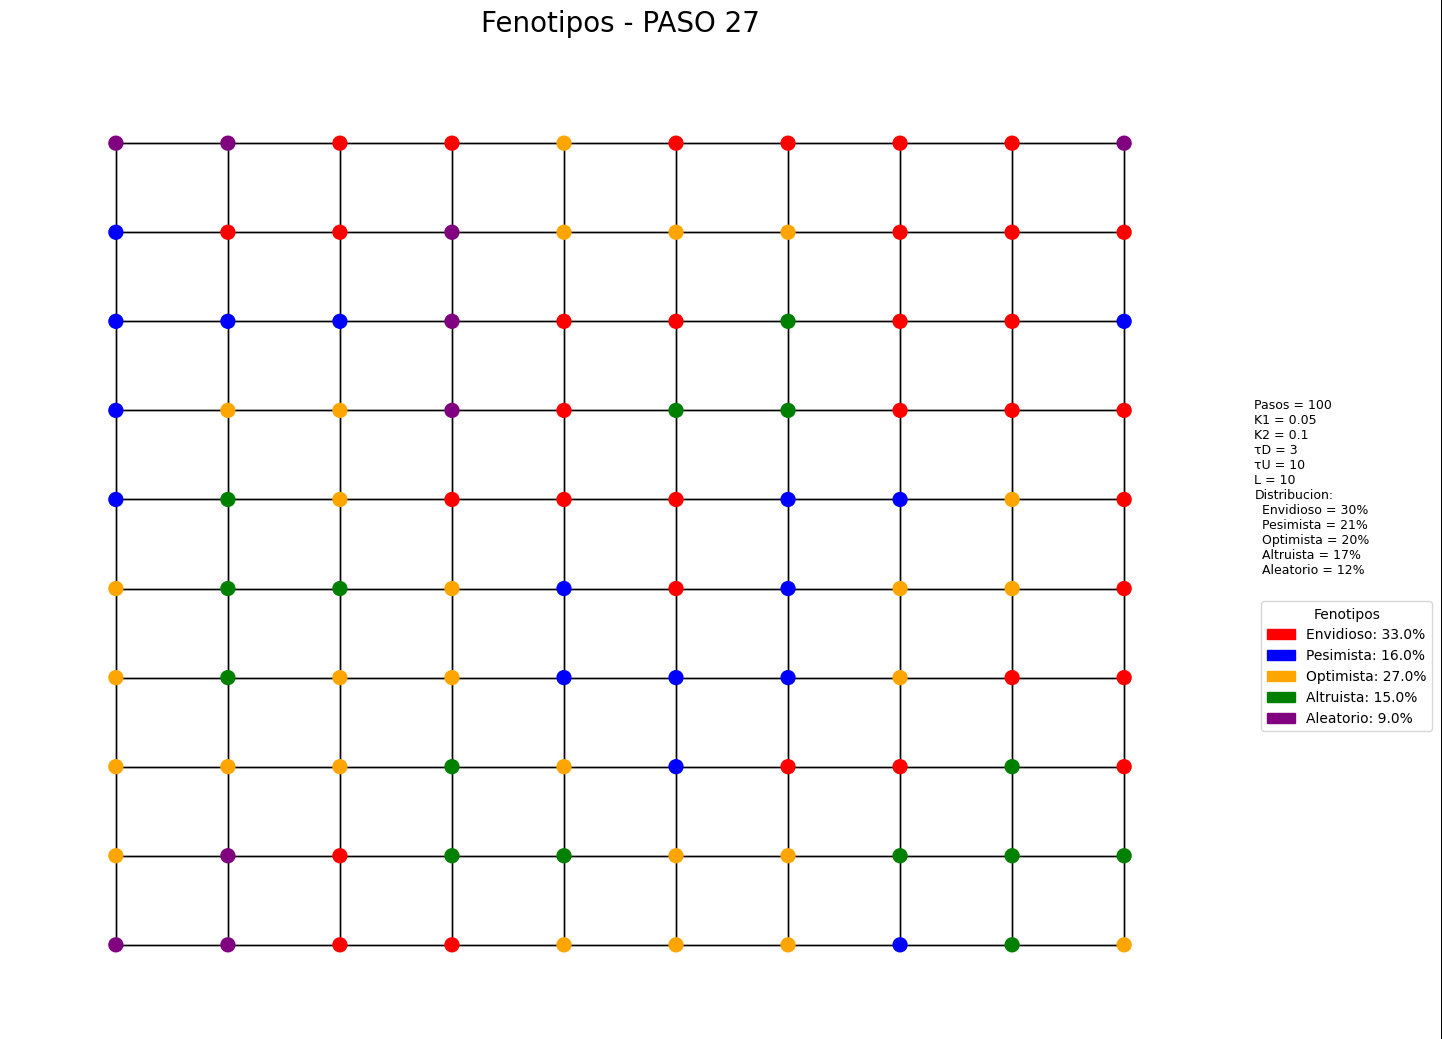 Fenotipos - PASO 27
Pasos = 100
K1 = 0.05
K2 = 0.1
τD = 3
τU = 10
L = 10
Distribucion:
Envidioso = 30%
Pesimista = 21%
Optimista = 20%
Altruista = 17%
Aleatorio = 12%
Fenotipos
Envidioso: 33.0%
Pesimista: 16.0%
Optimista: 27.0%
Altruista: 15.0%
Aleatorio: 9.0%